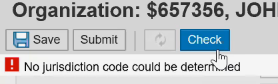 Organization: $657356, JOH
Save Submit Check
No jurisdiction code could be determined